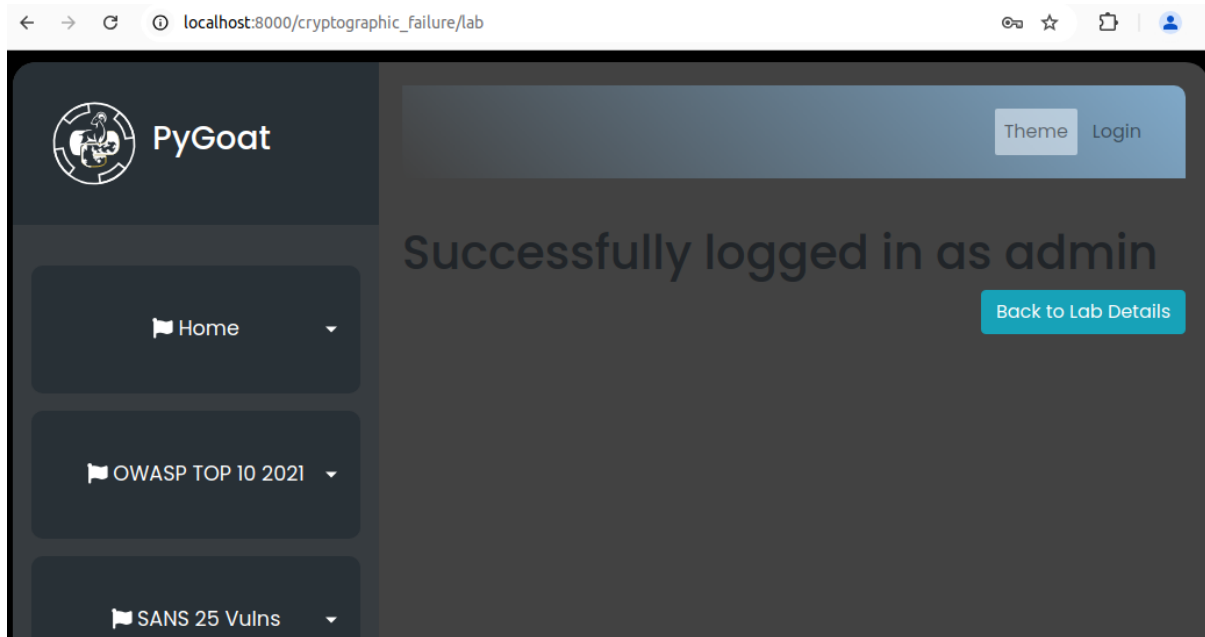 localhost:8000/cryptographic_failure/lab
PyGoat
Theme Login
Successfully logged in as admin
Back to Lab Details
Home
OWASP TOP 10 2021
SANS 25 Vulns